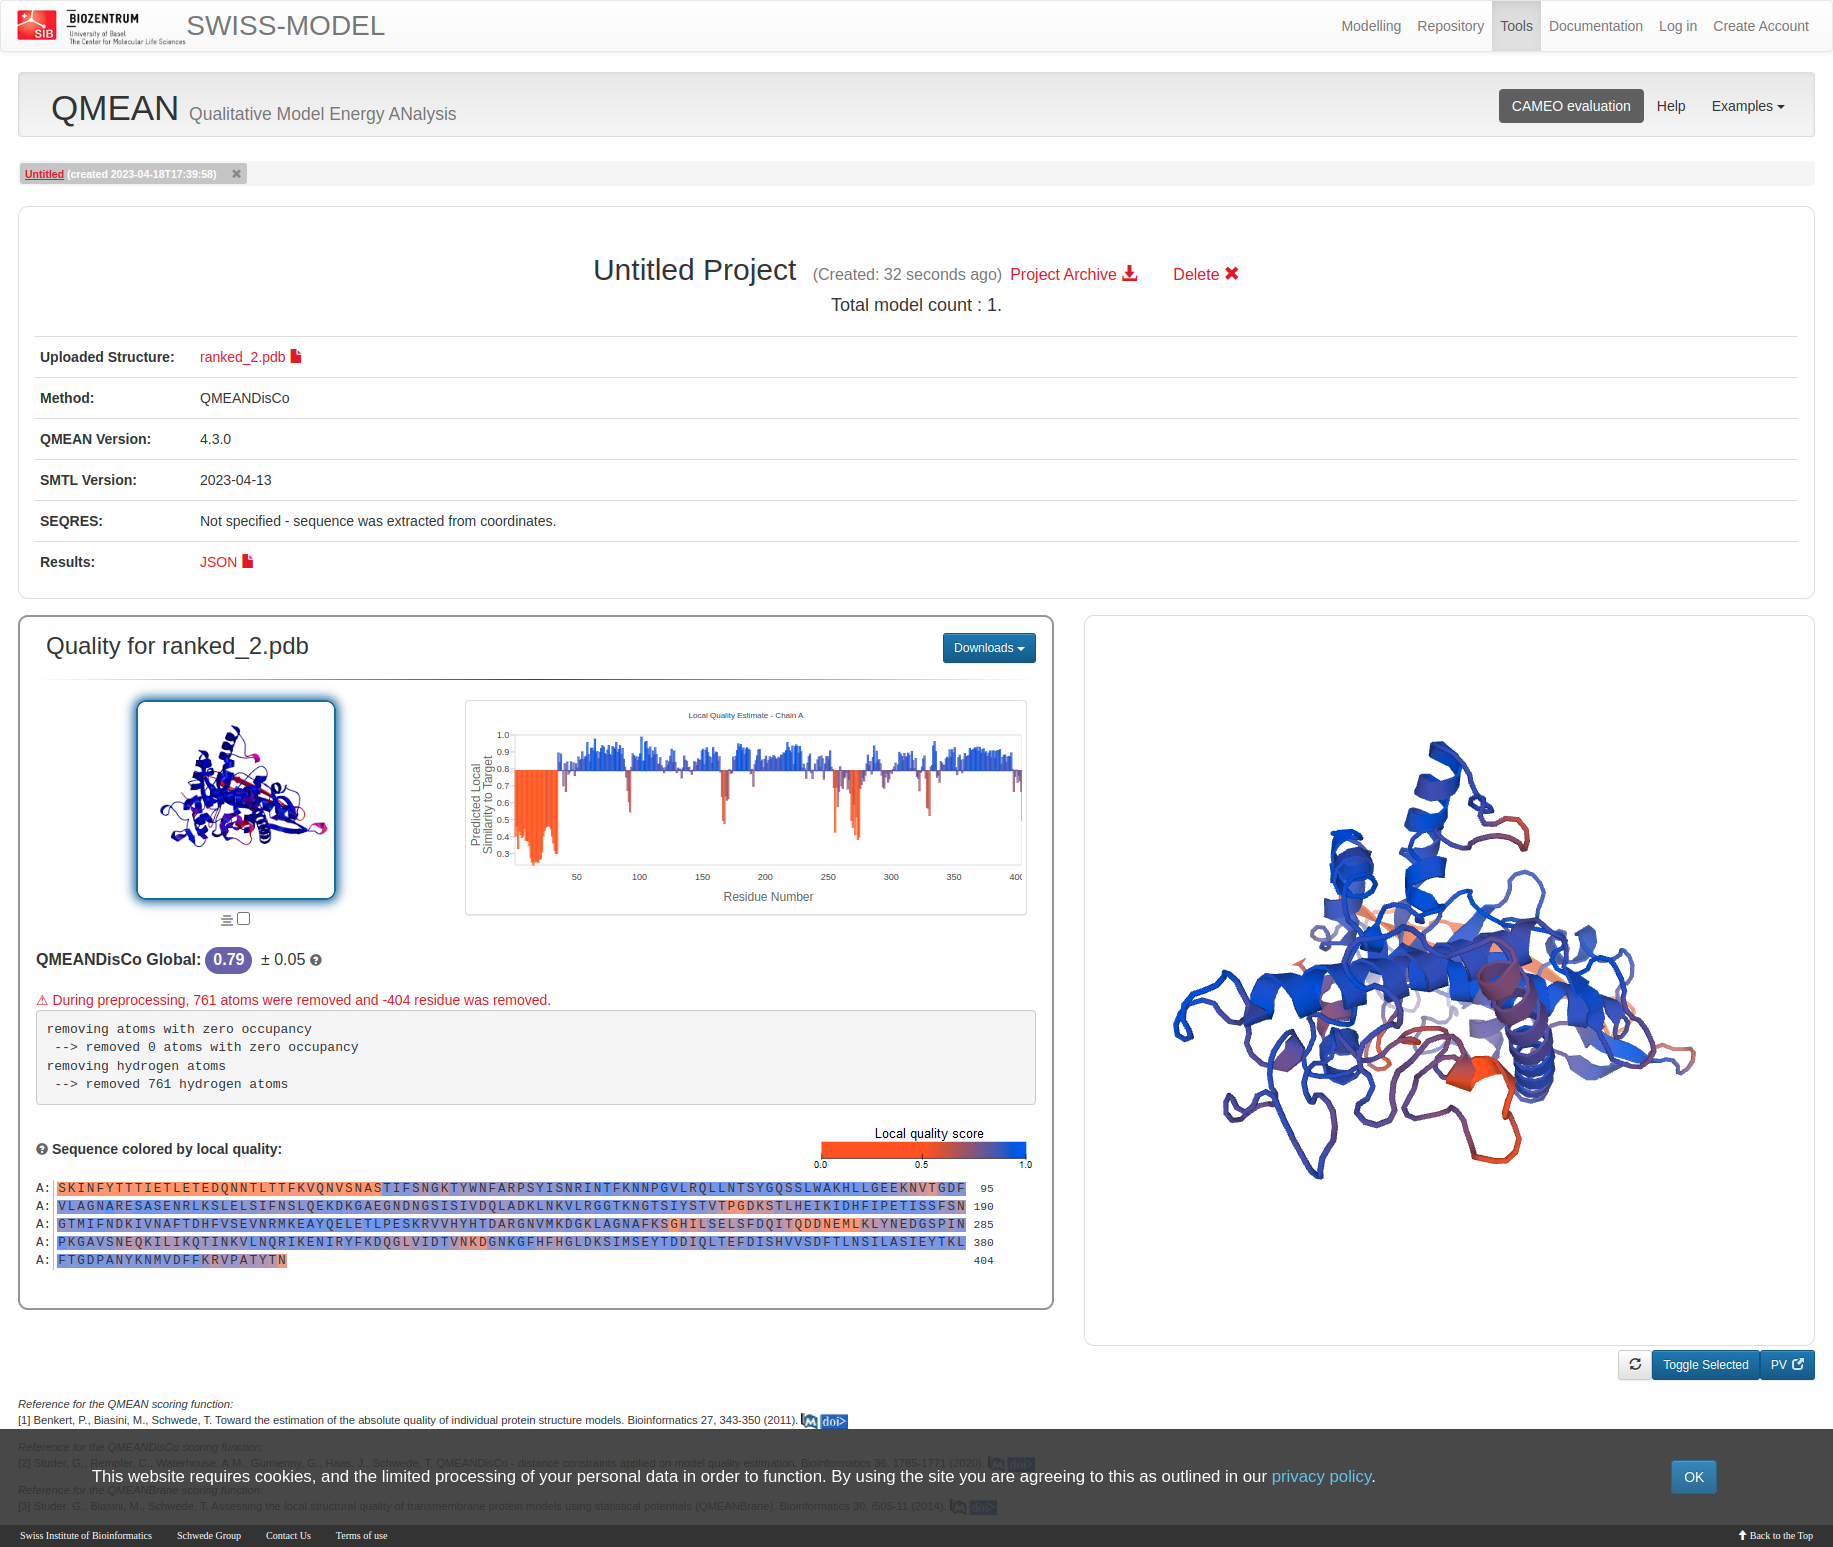 SIB
BIOZENTRUM
University of Basel
The Center for Molecular Life Sciences
SWISS-MODEL
Modelling Repository Tools Documentation Log in Create Account
QMEAN Qualitative Model Energy ANalysis
CAMEO evaluation Help Examples
Untitled (created 2023-04-18T17:39:58) ✖
Untitled Project (Created: 32 seconds ago) Project Archive Delete ✖
Total model count : 1.
Uploaded Structure: ranked_2.pdb
Method: QMEANDisCo
QMEAN Version: 4.3.0
SMTL Version: 2023-04-13
SEQRES: Not specified - sequence was extracted from coordinates.
Results: JSON
Quality for ranked_2.pdb
Downloads
Local Quality Estimate - Chain A
Predicted Local
Similarity to Target
1.0
0.9
0.8
0.7
0.6
0.5
0.4
0.3
50 100 150 200 250 300 350 400
Residue Number
QMEANDisCo Global: 0.79 ± 0.05
⚠ During preprocessing, 761 atoms were removed and -404 residue was removed.
removing atoms with zero occupancy
--> removed 0 atoms with zero occupancy
removing hydrogen atoms
--> removed 761 hydrogen atoms
Sequence colored by local quality:
Local quality score
0.0 0.5 1.0
A: SKINFYTTTIETLETEDQNNTLTTFKVQNVSNASTIFSNGKTYWNFARPSYISNRINTFKNNPGVLRQLLNTSYGQSSLWAKHLLGEEKNVTGDF 95
A: VLAGNARESASENRLKSLELSIFNSLQEKDKGAEGNDNGSISIVDQLADKLNKVLRGGTKNGTSIYSTVTPGDKSTLHEIKIDHFIPETISSFSN 190
A: GTMIFNDKIVNAFTDHFVSEVNRMKEAYQELETLPESKRVVHYHTDARGNVMKDGKLAGNAFKSGHILSELSFDQITQDDNEMLKLYNEDGSPIN 285
A: PKGAVSNEQKILIKQTINKVLNQRIKENIRYFKDQGLVIDTVNKDGNKGFHFHGLDKSIMSEYTDDIQLTEFDISHVVSDFTLNSILASIEYTKL 380
A: FTGDPANYKNMVDFFKRVPATYTN 404
Toggle Selected PV
Reference for the QMEAN scoring function:
[1] Benkert, P., Biasini, M., Schwede, T. Toward the estimation of the absolute quality of individual protein structure models. Bioinformatics 27, 343-350 (2011). M doi>
Reference for the QMEANDisCo scoring function:
[2] Studer, G., Rempfer, C., Waterhouse, A.M., Gumienny, G., Haas, J., Schwede, T. QMEANDisCo - distance constraints applied on model quality estimation. Bioinformatics 36, 1765-1771 (2020). M doi>
This website requires cookies, and the limited processing of your personal data in order to function. By using the site you are agreeing to this as outlined in our privacy policy. OK
Reference for the QMEANBrane scoring function:
[3] Studer, G., Biasini, M., Schwede, T. Assessing the local structural quality of transmembrane protein models using statistical potentials (QMEANBrane). Bioinformatics 30, i505-11 (2014). M doi>
Swiss Institute of Bioinformatics Schwede Group Contact Us Terms of use Back to the Top